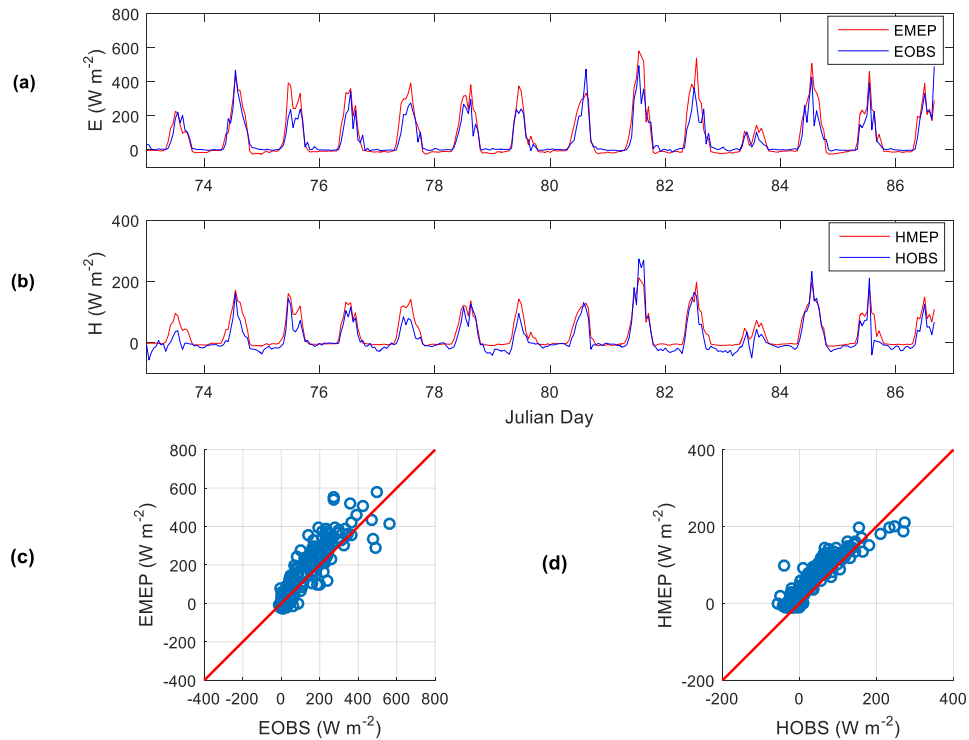 (a)
E (W m-2)
800
600
400
200
0
EMEP
EOBS
74
76
78
80
82
84
86
(b)
H (W m-2)
400
200
0
HMEP
HOBS
74
76
78
80
82
84
86
Julian Day
(c)
EMEP (W m-2)
800
600
400
200
0
-200
-400
-400
-200
0
200
400
600
800
EOBS (W m-2)
(d)
HMEP (W m-2)
400
200
0
-200
-200
0
200
400
HOBS (W m-2)